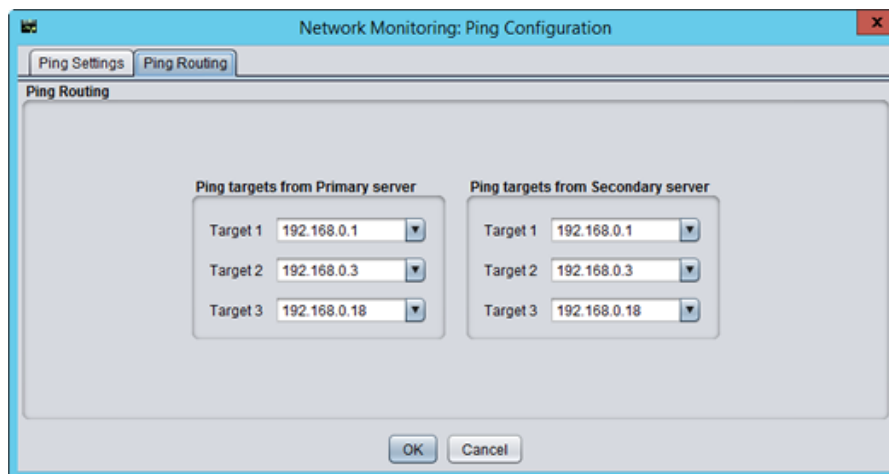 Network Monitoring: Ping Configuration
x
Ping Settings
Ping Routing
Ping Routing
Ping targets from Primary server
Target 1 192.168.0.1
Target 2 192.168.0.3
Target 3 192.168.0.18
Ping targets from Secondary server
Target 1 192.168.0.1
Target 2 192.168.0.3
Target 3 192.168.0.18
OK
Cancel